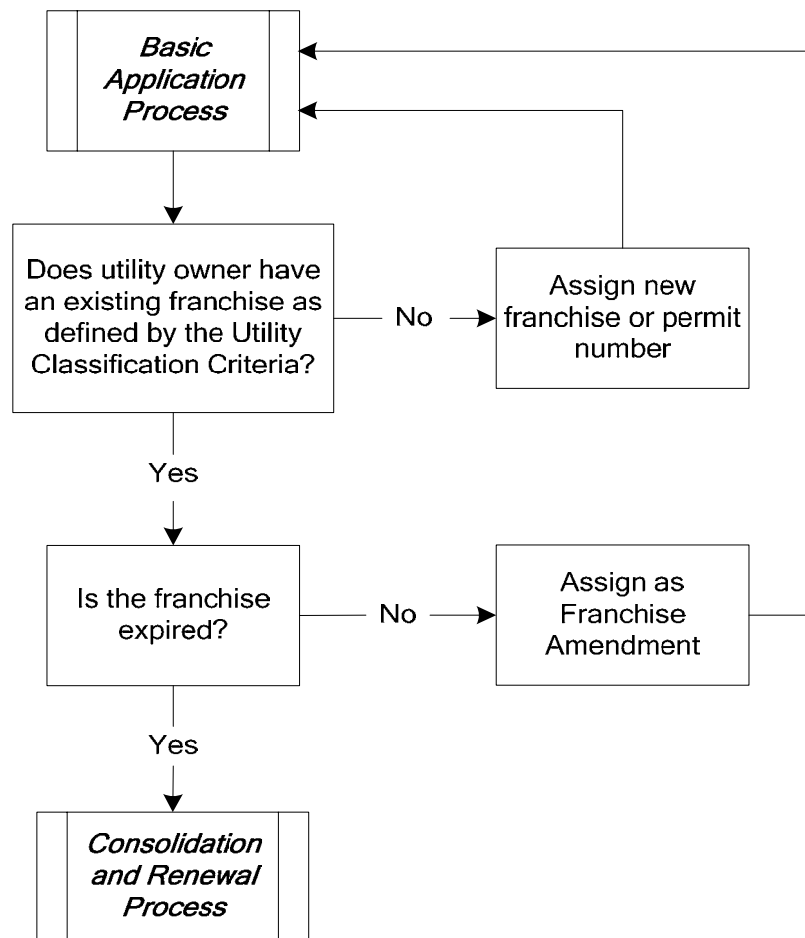 Basic
Application
Process
Does utility owner have
an existing franchise as
defined by the Utility
Classification Criteria?
No
Assign new
franchise or permit
number
Yes
Is the franchise
expired?
No
Assign as
Franchise
Amendment
Yes
Consolidation
and Renewal
Process